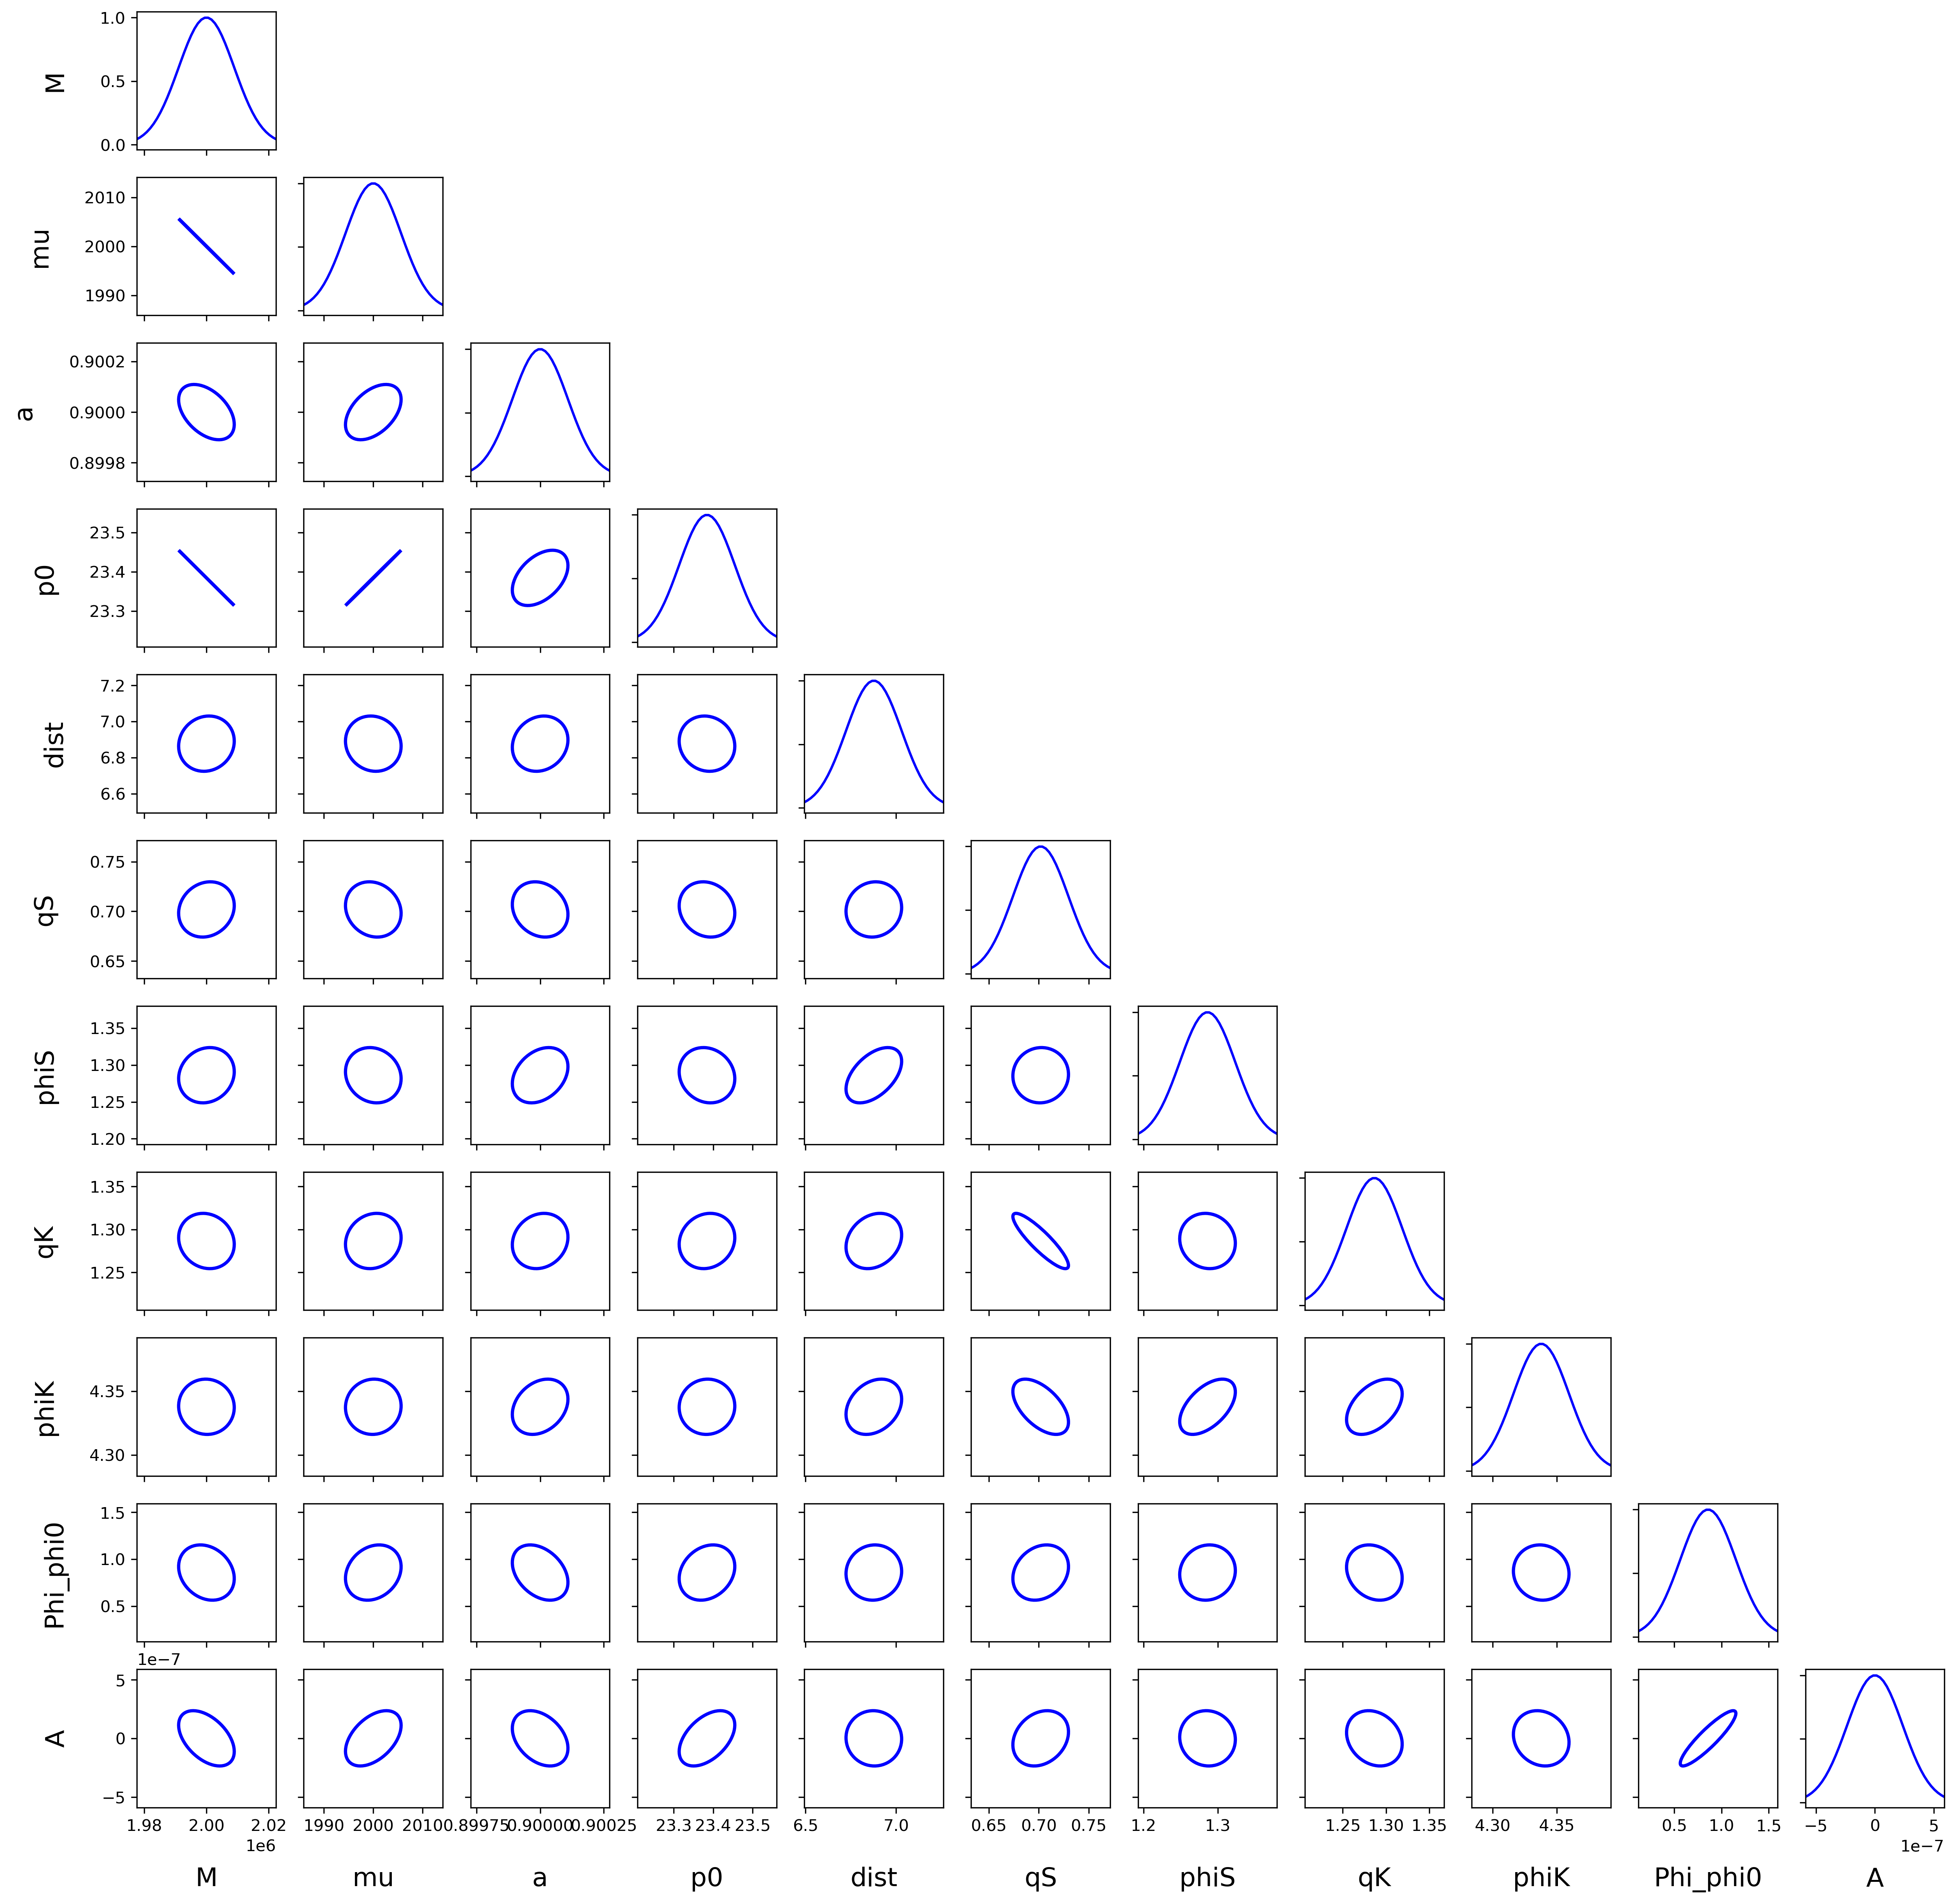 1.0
M
0.5
0.0
2010
mu
2000
1990
0.9002
a
0.9000
0.8998
23.5
p0
23.4
23.3
7.2
7.0
dist
6.8
6.6
0.75
qS
0.70
0.65
1.35
phiS
1.30
1.25
1.20
1.35
qK
1.30
1.25
phiK
4.35
4.30
1.5
Phi_phi0
1.0
0.5
1e−7
5
A
0
−5
1.98 2.00 2.02 1990 2000 2010 0.89975 0.90000 0.90025 23.3 23.4 23.5 6.5 7.0 0.65 0.70 0.75 1.2 1.3 1.25 1.30 1.35 4.30 4.35 0.5 1.0 1.5 −5 0 5
1e6 1e−7
M mu a p0 dist qS phiS qK phiK Phi_phi0 A